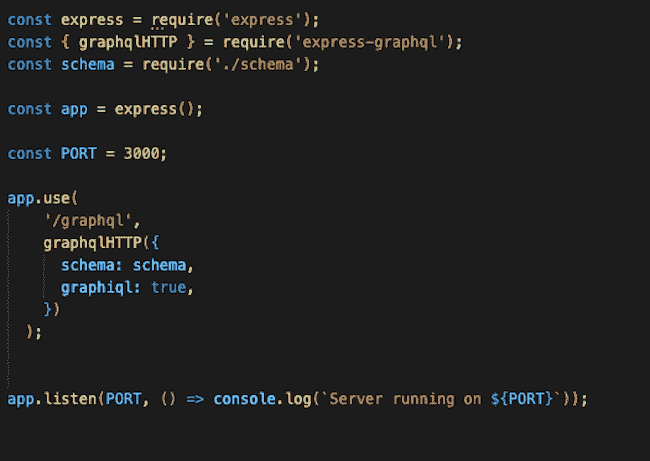 const express = require('express');
const { graphqlHTTP } = require('express-graphql');
const schema = require('./schema');
const app = express();
const PORT = 3000;
app.use(
'/graphql',
graphqlHTTP({
schema: schema,
graphiql: true,
})
);
app.listen(PORT, () => console.log(`Server running on ${PORT}`));